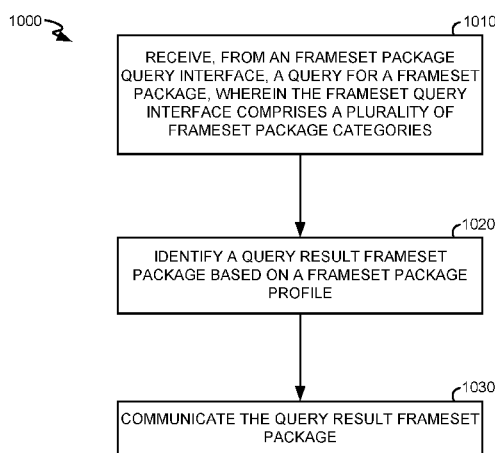 1000
1010
RECEIVE, FROM AN FRAMESET PACKAGE
QUERY INTERFACE, A QUERY FOR A FRAMESET
PACKAGE, WHEREIN THE FRAMESET QUERY
INTERFACE COMPRISES A PLURALITY OF
FRAMESET PACKAGE CATEGORIES
1020
IDENTIFY A QUERY RESULT FRAMESET
PACKAGE BASED ON A FRAMESET PACKAGE
PROFILE
1030
COMMUNICATE THE QUERY RESULT FRAMESET
PACKAGE